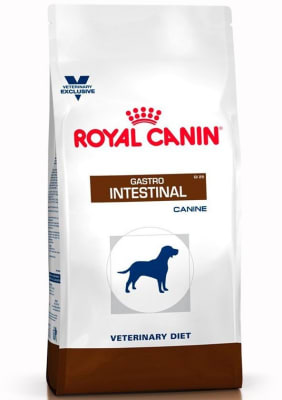 VETERINARY
EXCLUSIVE
ROYAL CANIN
GASTRO
INTESTINAL
CANINE
VETERINARY DIET